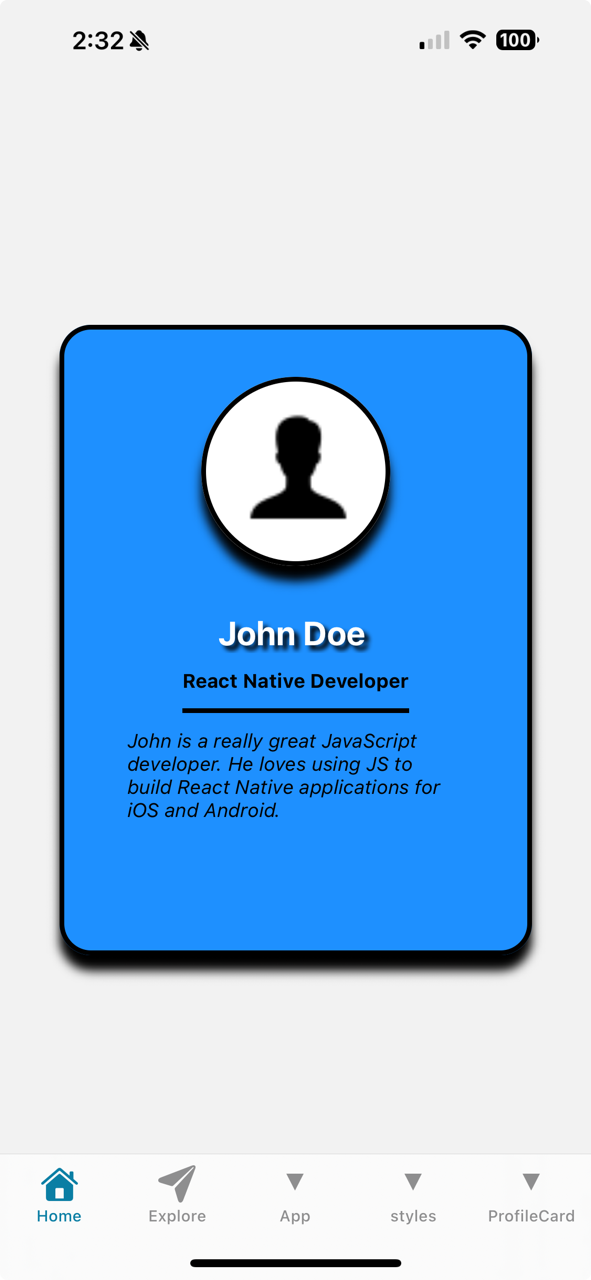 2:32
100
John Doe
React Native Developer
John is a really great JavaScript
developer. He loves using JS to
build React Native applications for
iOS and Android.
Home
Explore
App
styles
ProfileCard